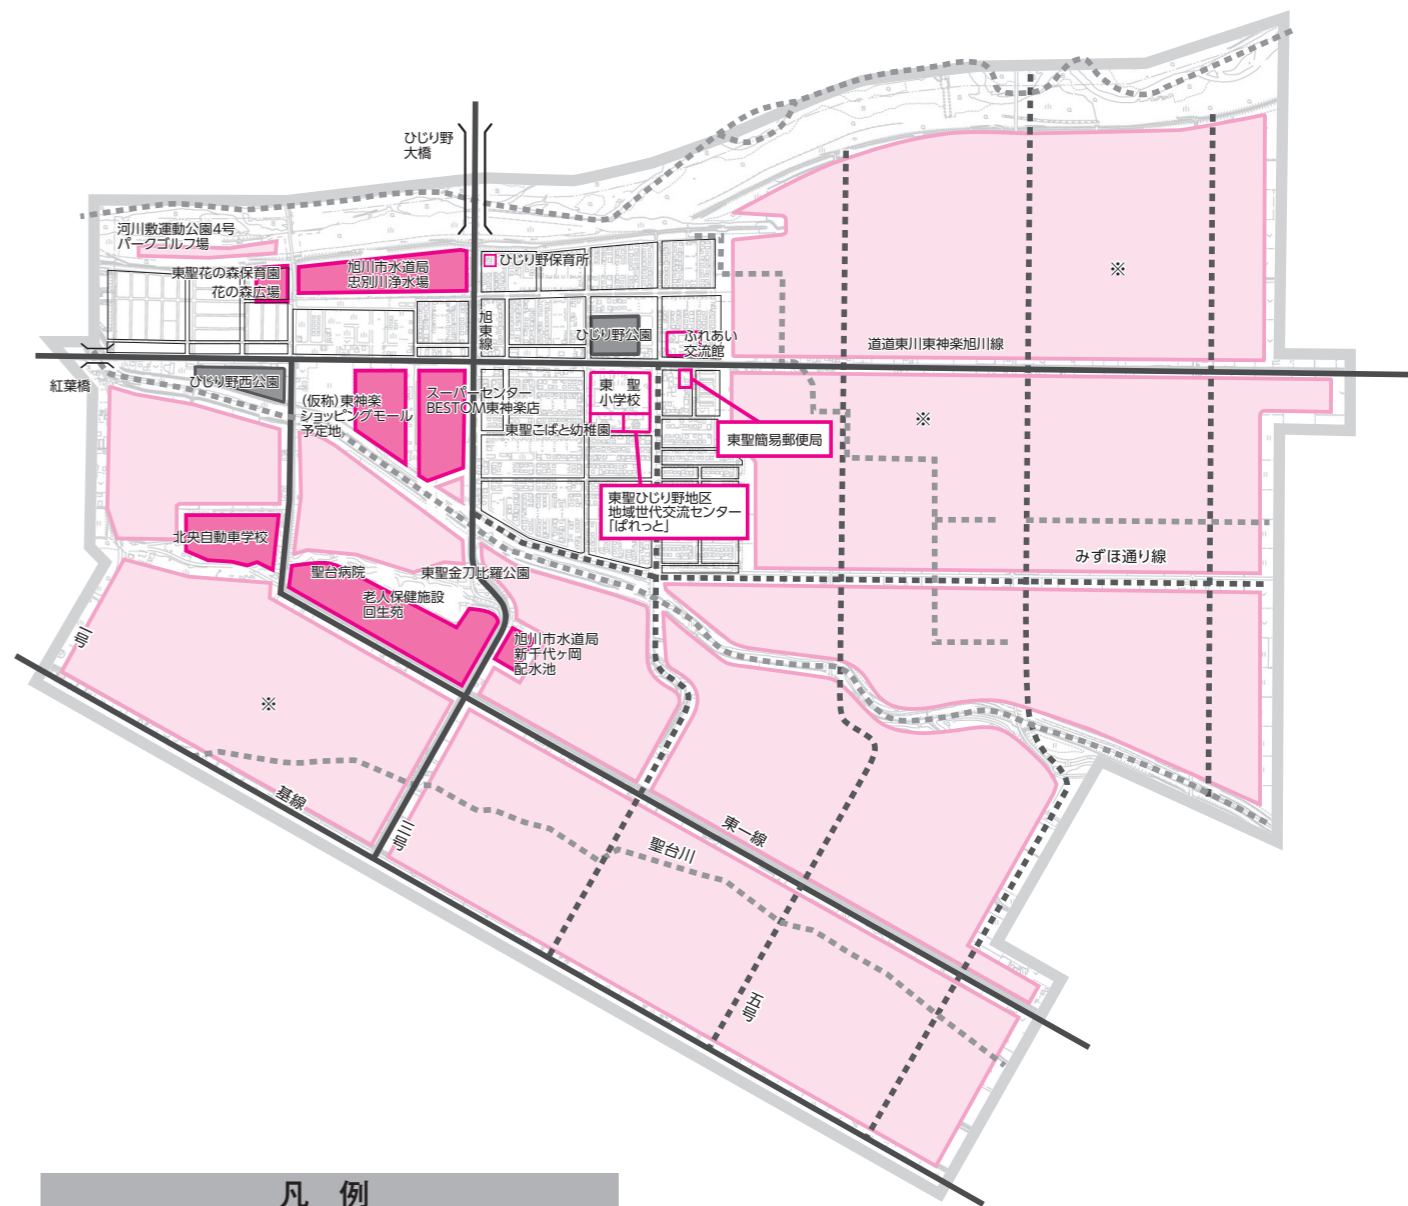 ひじり野
大橋
河川敷運動公園4号
パークゴルフ場
東聖花の森保育園
花の森広場
旭川市水道局
忠別川浄水場
ひじり野保育所
旭東線
ひじり野公園
ふれあい
交流館
道道東川東神楽旭川線
※
紅葉橋
ひじり野西公園
(仮称)東神楽
ショッピングモール
予定地
スーパーセンター
BESTOM東神楽店
東聖
小学校
東聖こばと幼稚園
東聖簡易郵便局
※
東聖ひじり野地区
地域世代交流センター
「ぱれっと」
北央自動車学校
みずほ通り線
聖台病院
東聖金刀比羅公園
老人保健施設
回生苑
旭川市水道局
新千代ヶ岡
配水池
二号
※
基線
三号
東一線
聖台川
五号
凡 例